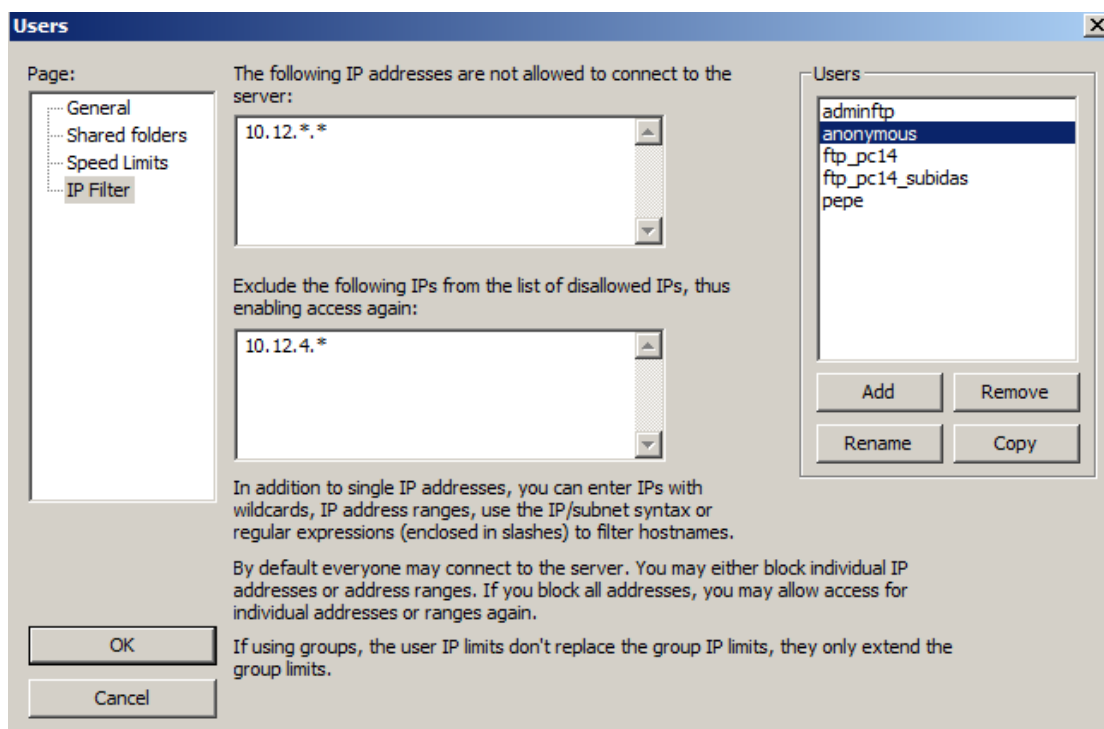 Users
Page:
General
Shared folders
Speed Limits
IP Filter
The following IP addresses are not allowed to connect to the
server:
10.12.*.*
Exclude the following IPs from the list of disallowed IPs, thus
enabling access again:
10.12.4.*
In addition to single IP addresses, you can enter IPs with
wildcards, IP address ranges, use the IP/subnet syntax or
regular expressions (enclosed in slashes) to filter hostnames.
By default everyone may connect to the server. You may either block individual IP
addresses or address ranges. If you block all addresses, you may allow access for
individual addresses or ranges again.
If using groups, the user IP limits don't replace the group IP limits, they only extend the
group limits.
Users
adminftp
anonymous
ftp_pc14
ftp_pc14_subidas
pepe
Add
Remove
Rename
Copy
OK
Cancel